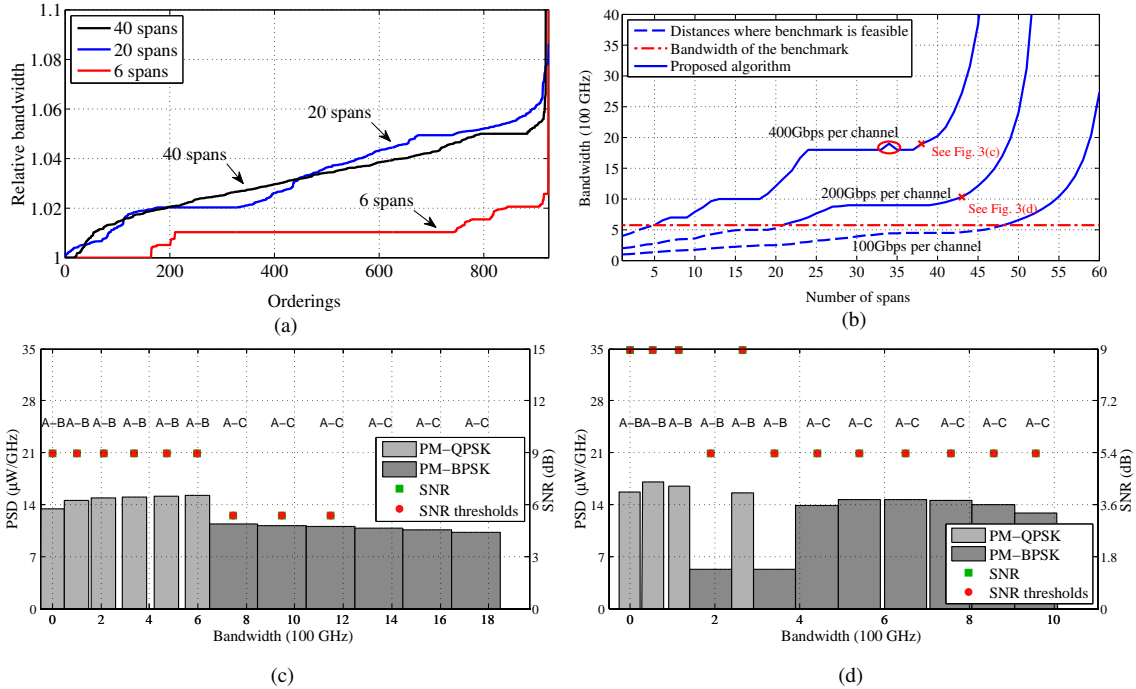 40 spans
20 spans
6 spans
20 spans
40 spans
6 spans
Relative bandwidth
1.1
1.08
1.06
1.04
1.02
1
0 200 400 600 800
Orderings
(a)
Distances where benchmark is feasible
Bandwidth of the benchmark
Proposed algorithm
400Gbps per channel
See Fig. 3(c)
200Gbps per channel
See Fig. 3(d)
100Gbps per channel
Bandwidth (100 GHz)
40
35
30
25
20
15
10
5
0
5 10 15 20 25 30 35 40 45 50 55 60
Number of spans
(b)
35
28
21
14
7
0
PSD (µW/GHz)
15
12
9
6
3
0
SNR (dB)
A−B A−B A−B A−B A−B A−B A−C A−C A−C A−C A−C A−C
PM−QPSK
PM−BPSK
SNR
SNR thresholds
0 2 4 6 8 10 12 14 16 18
Bandwidth (100 GHz)
(c)
35
28
21
14
7
0
PSD (µW/GHz)
9
7.2
5.4
3.6
1.8
0
SNR (dB)
A−B A−B A−B A−B A−B A−B A−C A−C A−C A−C A−C A−C
PM−QPSK
PM−BPSK
SNR
SNR thresholds
0 2 4 6 8 10
Bandwidth (100 GHz)
(d)